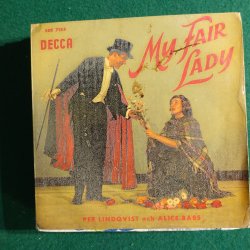 DECCA
My Fair
Lady
PER LINDQVIST och ALICE BABS